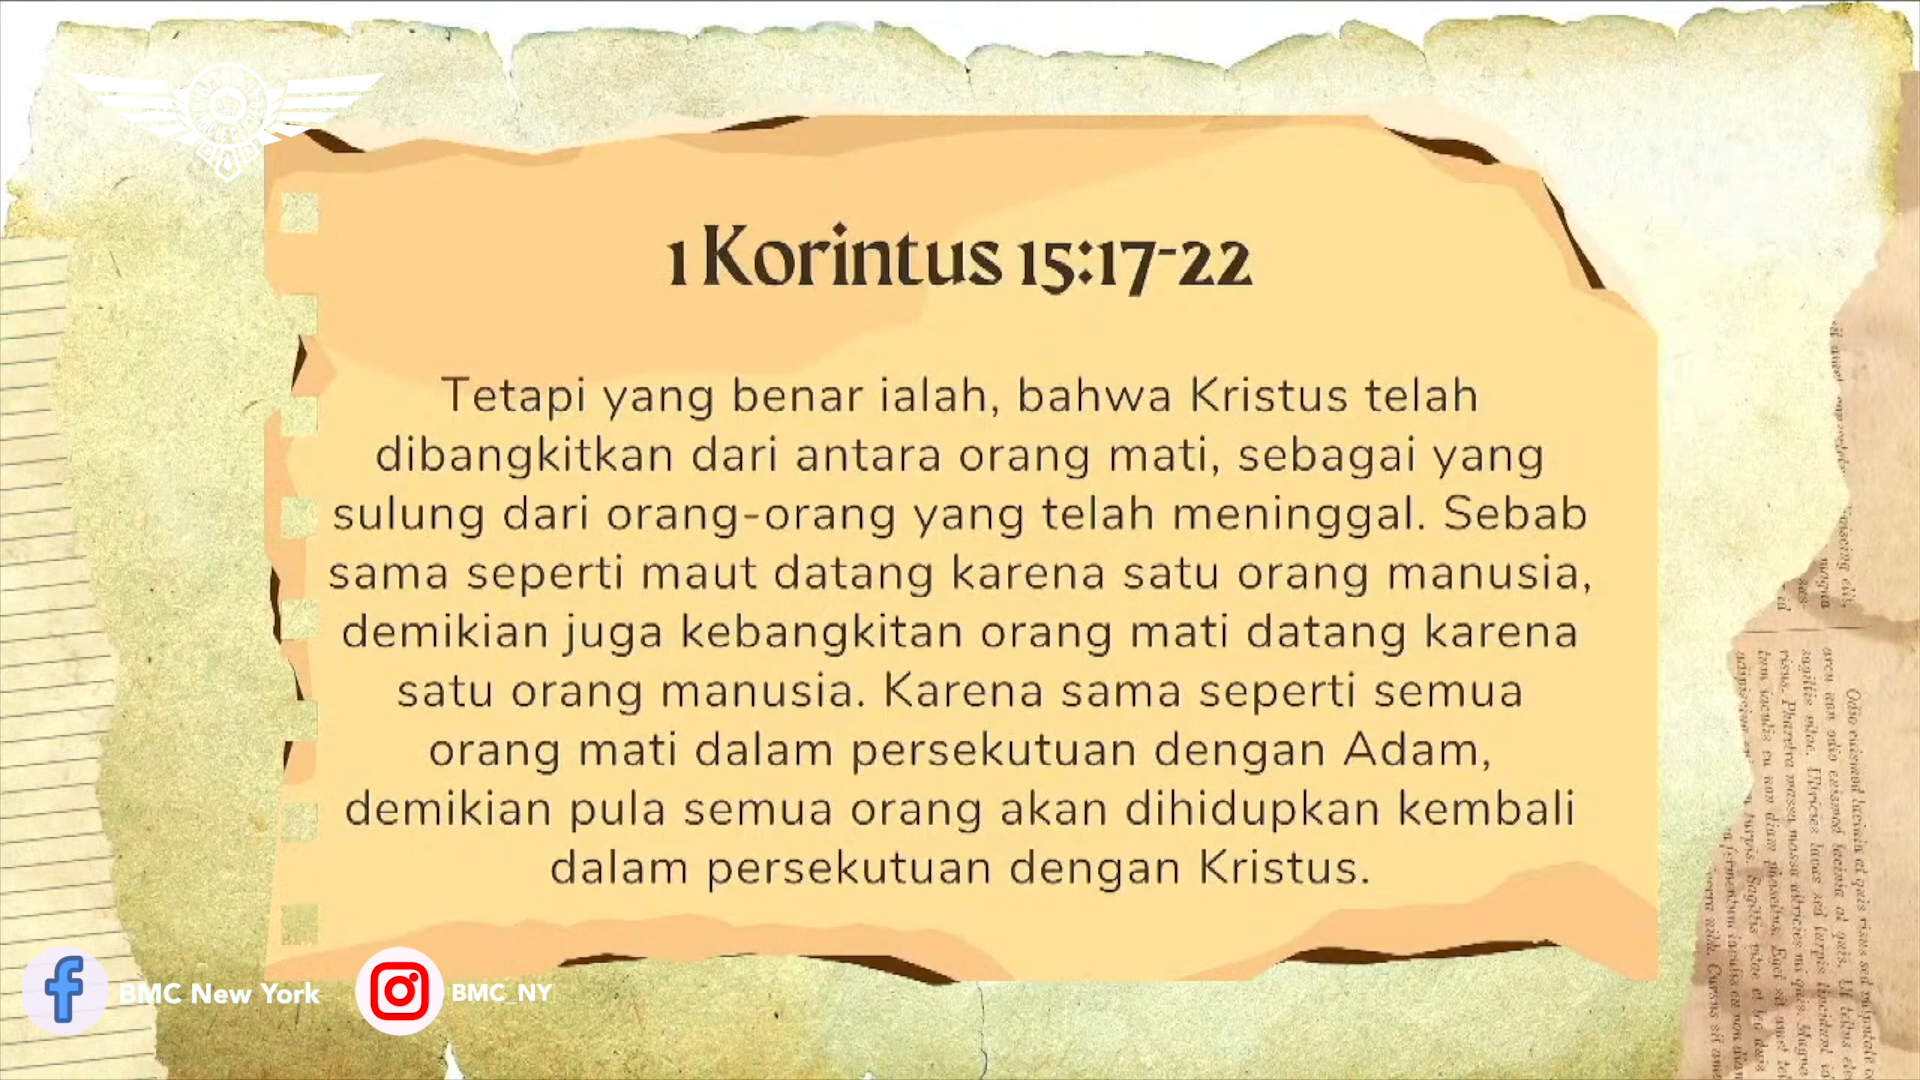 1 Korintus 15:17-22
Tetapi yang benar ialah, bahwa Kristus telah
dibangkitkan dari antara orang mati, sebagai yang
sulung dari orang-orang yang telah meninggal. Sebab
sama seperti maut datang karena satu orang manusia,
demikian juga kebangkitan orang mati datang karena
satu orang manusia. Karena sama seperti semua
orang mati dalam persekutuan dengan Adam,
demikian pula semua orang akan dihidupkan kembali
dalam persekutuan dengan Kristus.
BMC New York
BMC_NY